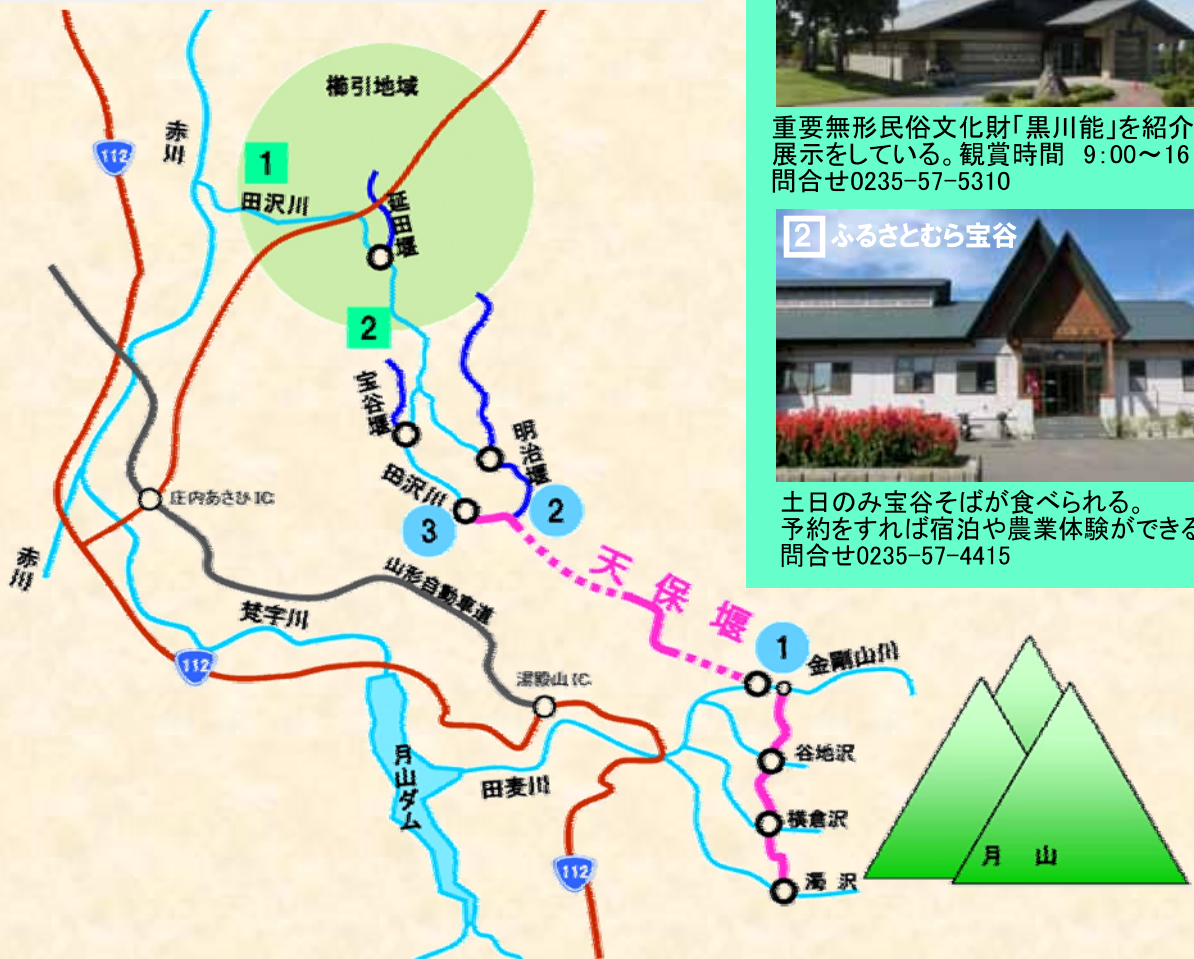 櫛引地域
112
赤川
1
田沢川
延田堰
2
宝谷堰
明治堰
田沢川
3
2
庄内あさひIC
赤川
天保堰
山形自動車道
梵字川
112
1
金剛山川
湯殿山IC
谷地沢
月山ダム
田麦川
横倉沢
112
濁沢
月山
重要無形民俗文化財「黒川能」を紹介
展示をしている。観賞時間 9:00～16
問合せ0235-57-5310
2 ふるさとむら宝谷
土日のみ宝谷そばが食べられる。
予約をすれば宿泊や農業体験ができる
問合せ0235-57-4415